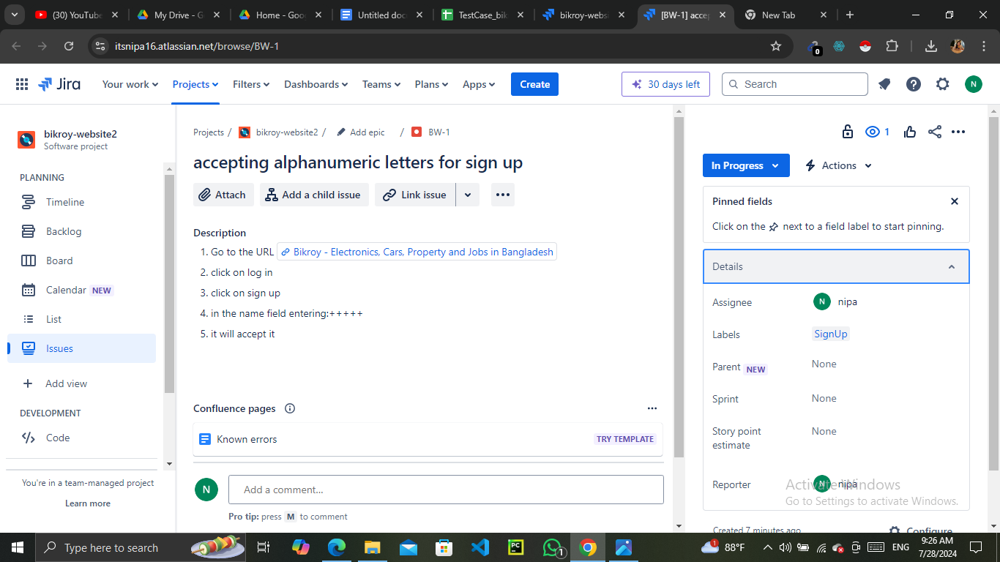 (30) YouTube
My Drive - G
Home - Goo
Untitled doc
TestCase_bik
bikroy-webs
[BW-1] acce
New Tab
itsnipa16.atlassian.net/browse/BW-1
0
Jira
Your work
Projects
Filters
Dashboards
Teams
Plans
Apps
Create
30 days left
Search
N
bikroy-website2
Software project
PLANNING
Timeline
Backlog
Board
Calendar NEW
List
Issues
Add view
DEVELOPMENT
Code
You're in a team-managed project
Learn more
Projects / bikroy-website2 / Add epic / BW-1
accepting alphanumeric letters for sign up
Attach
Add a child issue
Link issue
Description
1. Go to the URL Bikroy - Electronics, Cars, Property and Jobs in Bangladesh
2. click on log in
3. click on sign up
4. in the name field entering:+++++
5. it will accept it
Confluence pages
Known errors
TRY TEMPLATE
N
Add a comment…
Pro tip: press M to comment
1
In Progress
Actions
Pinned fields
Click on the next to a field label to start pinning.
Details
Assignee
N nipa
Labels
SignUp
Parent NEW
None
Sprint
None
Story point
estimate
None
Reporter
N nipa
Activate Windows
Go to Settings to activate Windows.
Created 7 minutes ago
Configure
Type here to search
PC
1
1
88°F
ENG
9:26 AM
7/28/2024